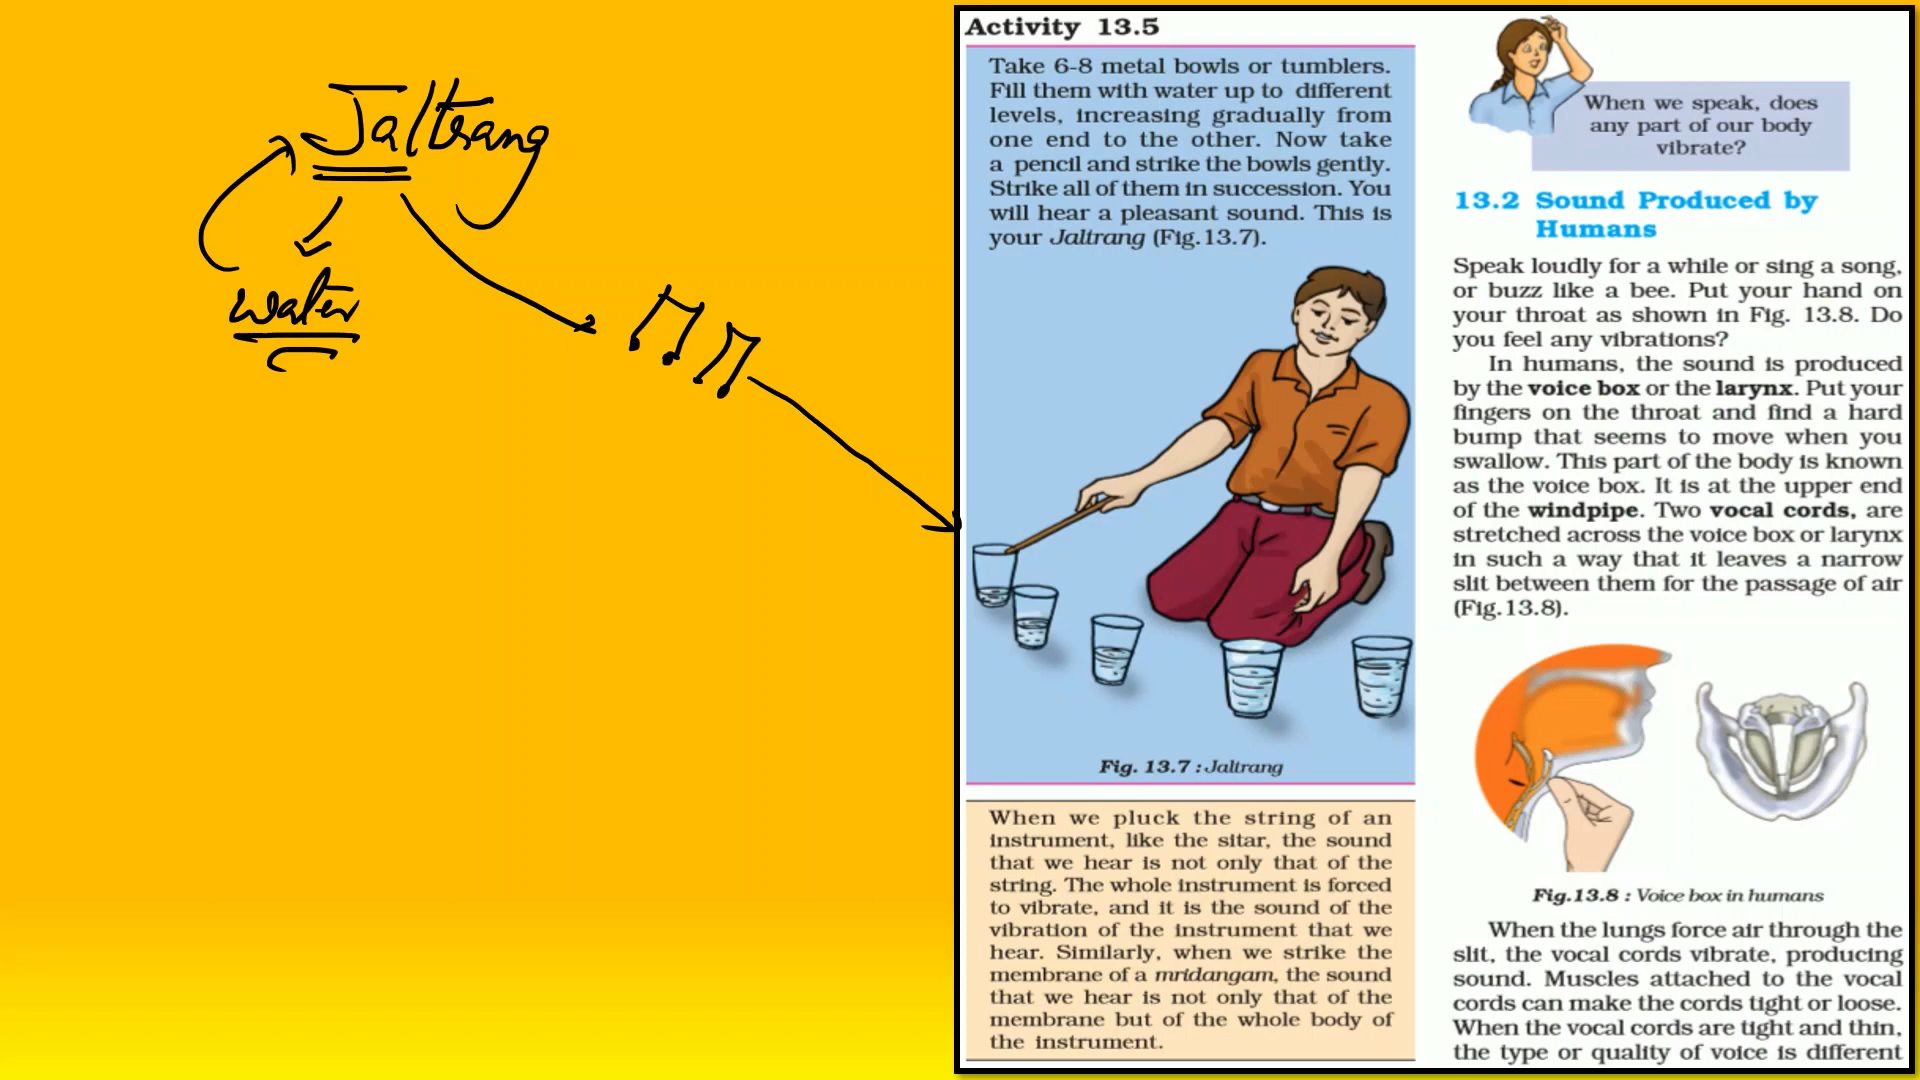 Jaltrang
water
Activity 13.5
Take 6-8 metal bowls or tumblers.
Fill them with water up to different
levels, increasing gradually from
one end to the other. Now take
a pencil and strike the bowls gently.
Strike all of them in succession. You
will hear a pleasant sound. This is
your Jaltrang (Fig.13.7).
Fig. 13.7 : Jaltrang
When we pluck the string of an
instrument, like the sitar, the sound
that we hear is not only that of the
string. The whole instrument is forced
to vibrate, and it is the sound of the
vibration of the instrument that we
hear. Similarly, when we strike the
membrane of a mridangam, the sound
that we hear is not only that of the
membrane but of the whole body of
the instrument.
When we speak, does
any part of our body
vibrate?
13.2 Sound Produced by
Humans
Speak loudly for a while or sing a song,
or buzz like a bee. Put your hand on
your throat as shown in Fig. 13.8. Do
you feel any vibrations?
In humans, the sound is produced
by the voice box or the larynx. Put your
fingers on the throat and find a hard
bump that seems to move when you
swallow. This part of the body is known
as the voice box. It is at the upper end
of the windpipe. Two vocal cords, are
stretched across the voice box or larynx
in such a way that it leaves a narrow
slit between them for the passage of air
(Fig.13.8).
Fig.13.8 : Voice box in humans
When the lungs force air through the
slit, the vocal cords vibrate, producing
sound. Muscles attached to the vocal
cords can make the cords tight or loose.
When the vocal cords are tight and thin,
the type or quality of voice is different